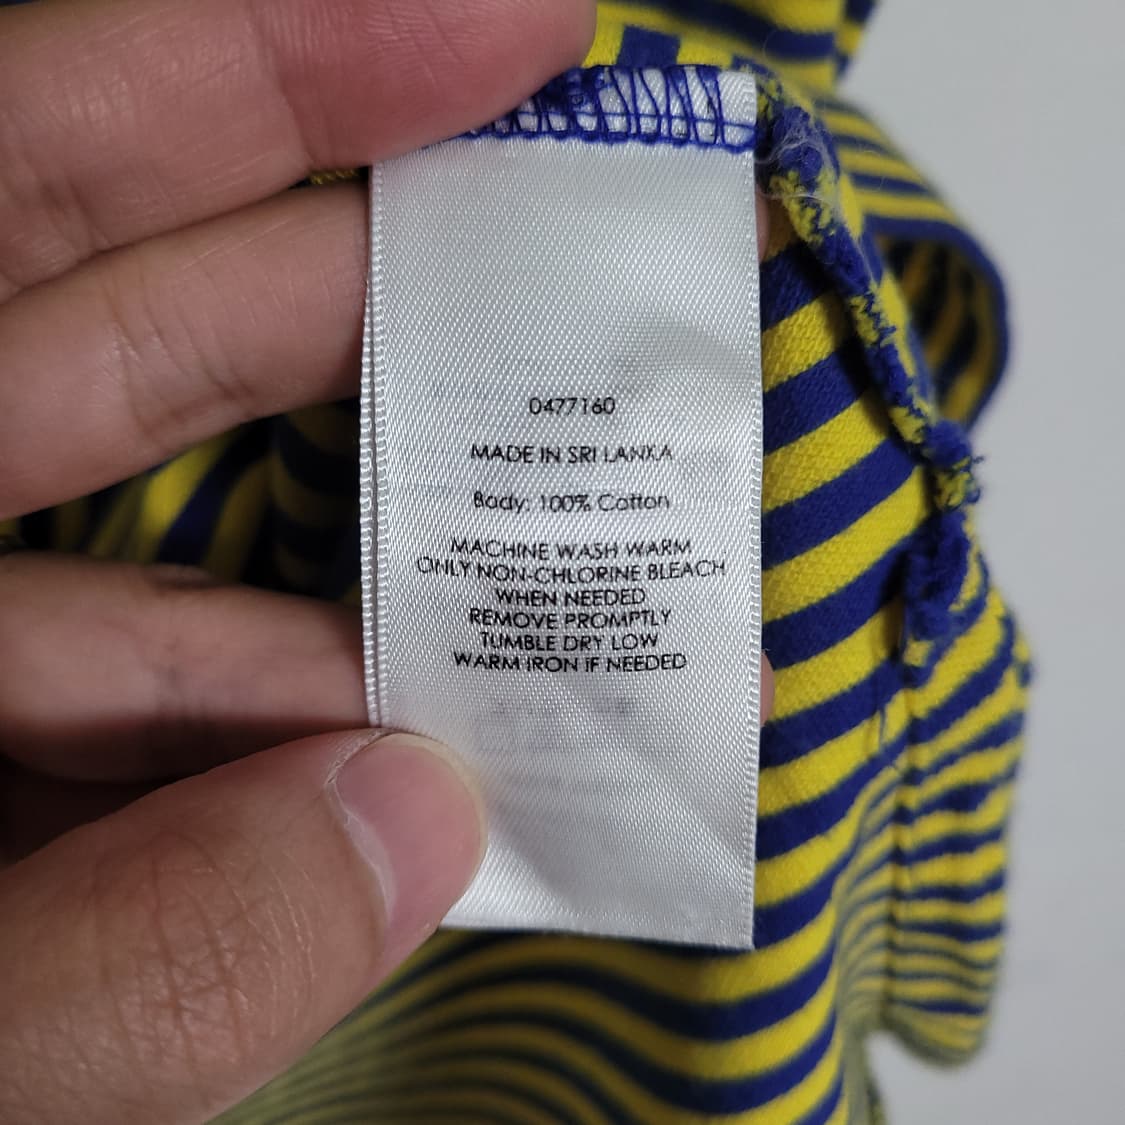 0477160
MADE IN SRI LANKA
Body: 100% Cotton
MACHINE WASH WARM
ONLY NON-CHLORINE BLEACH
WHEN NEEDED
REMOVE PROMPTLY
TUMBLE DRY LOW
WARM IRON IF NEEDED